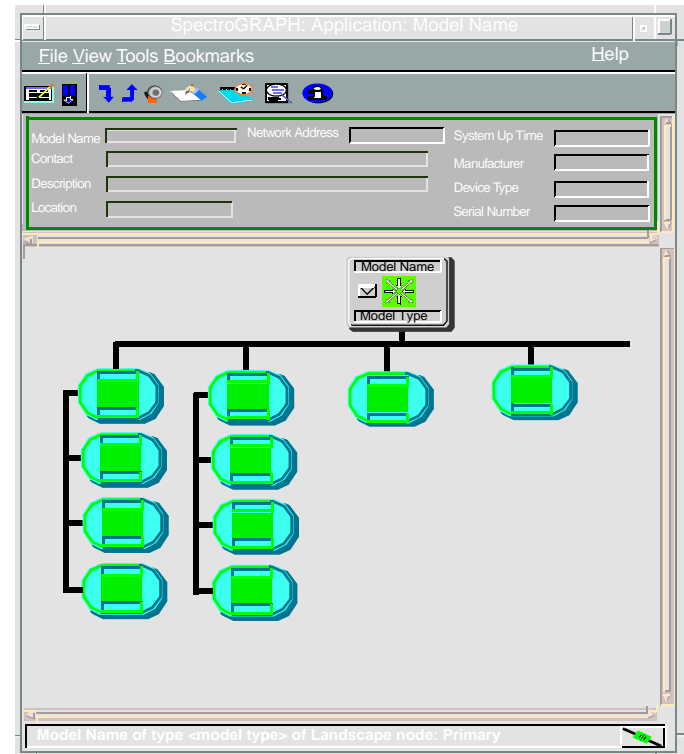 SpectroGRAPH: Application: Model Name
File View Tools Bookmarks Help
Model Name Network Address System Up Time
Contact Manufacturer
Description Device Type
Location Serial Number
Model Name
Model Type
Model Name of type <model type> of Landscape node: Primary